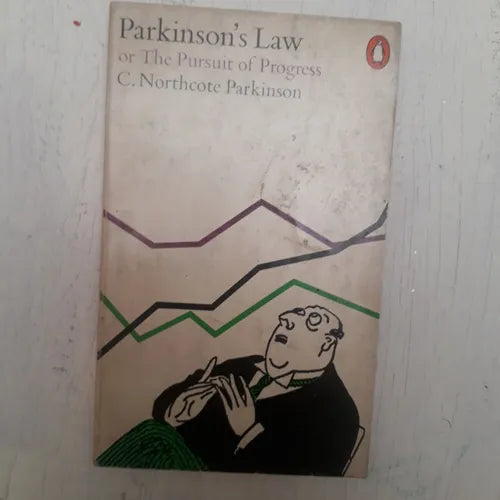 Parkinson's Law
or The Pursuit of Progress
C. Northcote Parkinson